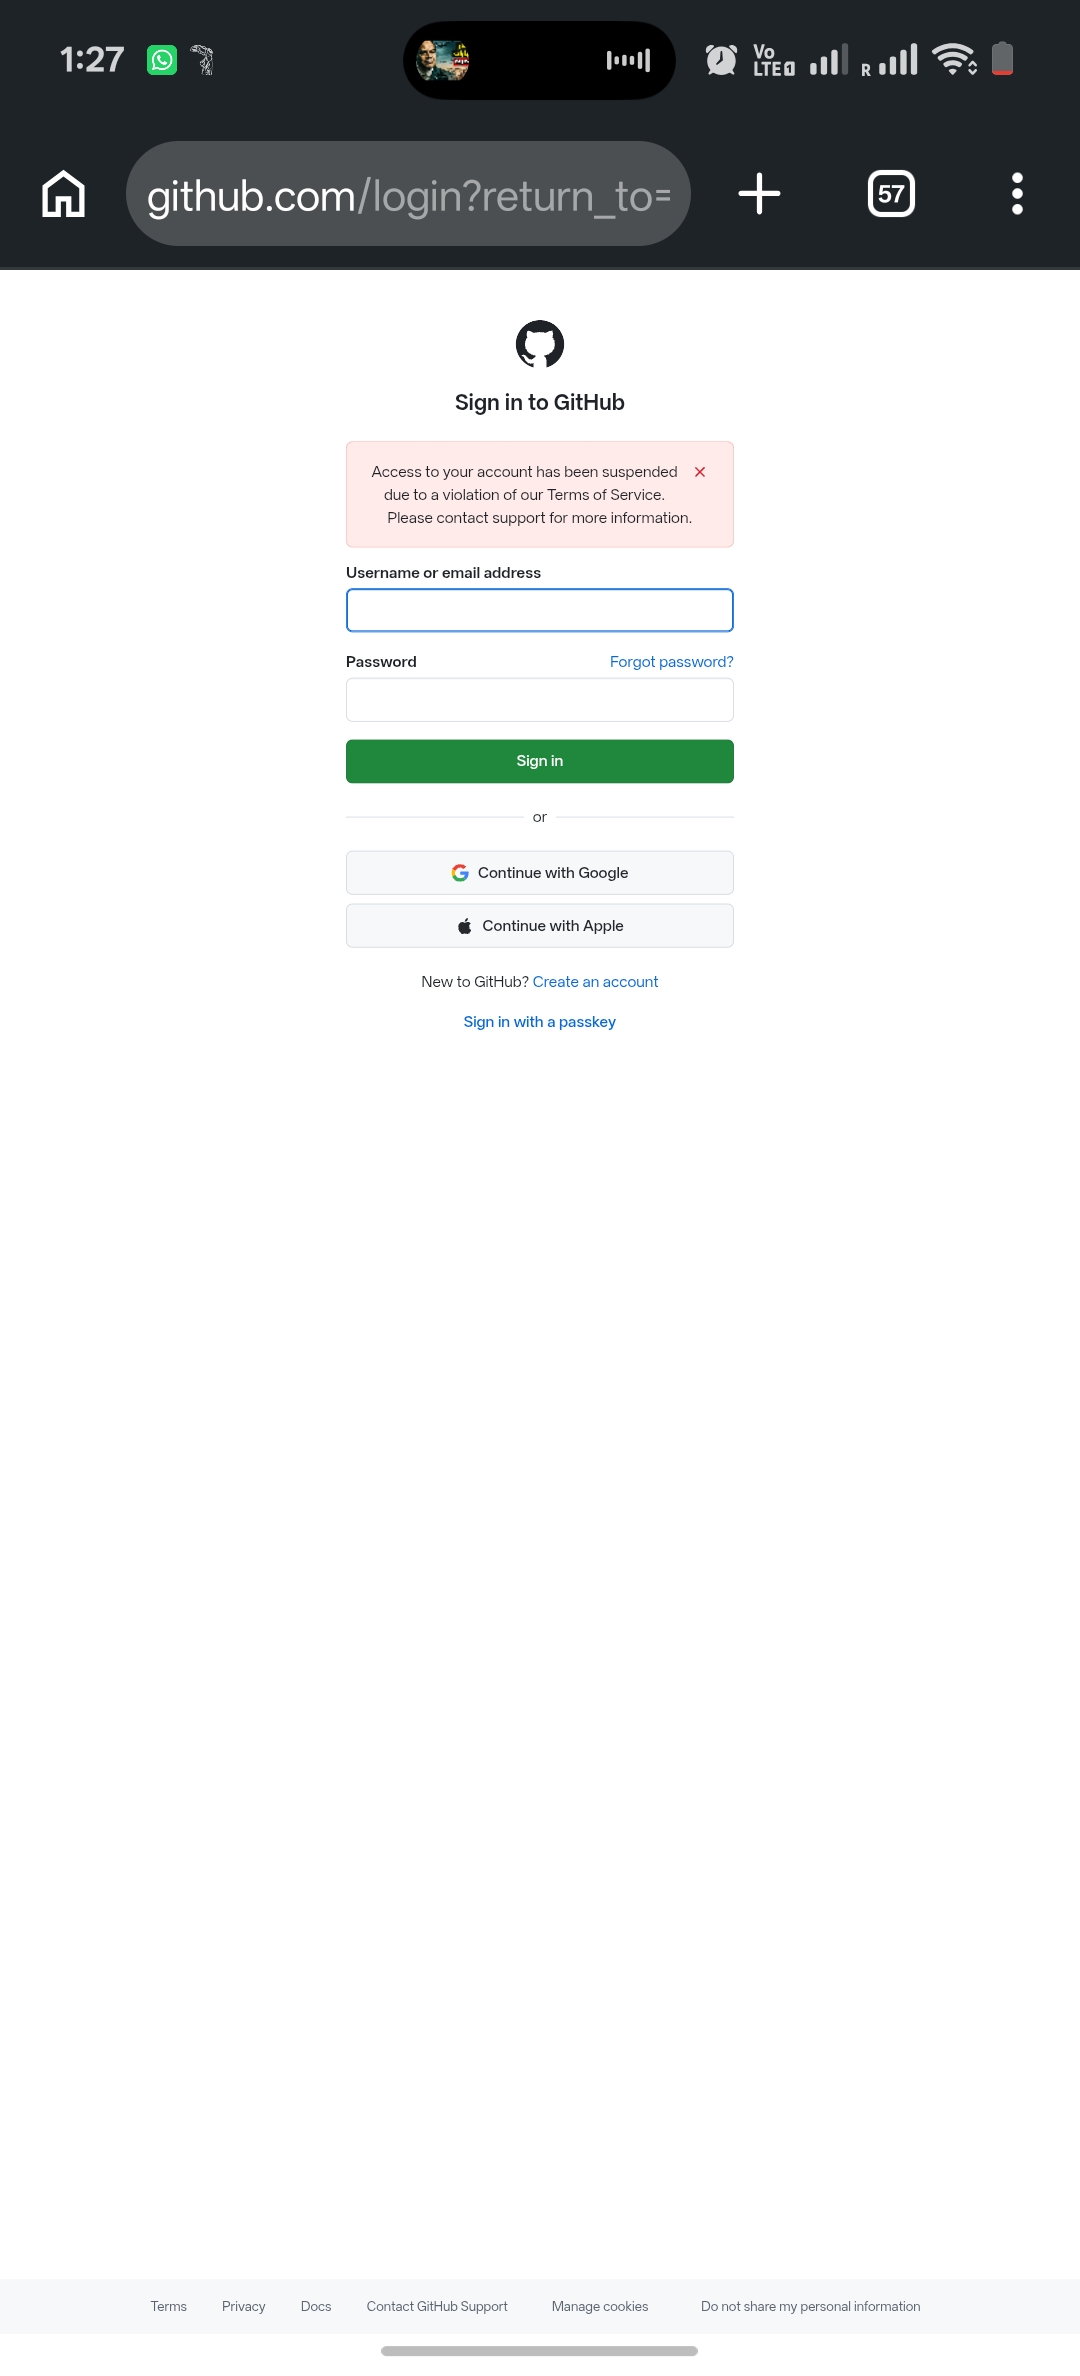 1:27
Vo
LTE1
R
github.com/login?return_to=
57
Sign in to GitHub
Access to your account has been suspended
due to a violation of our Terms of Service.
Please contact support for more information.
Username or email address
Password
Forgot password?
Sign in
or
Continue with Google
Continue with Apple
New to GitHub? Create an account
Sign in with a passkey
Terms
Privacy
Docs
Contact GitHub Support
Manage cookies
Do not share my personal information